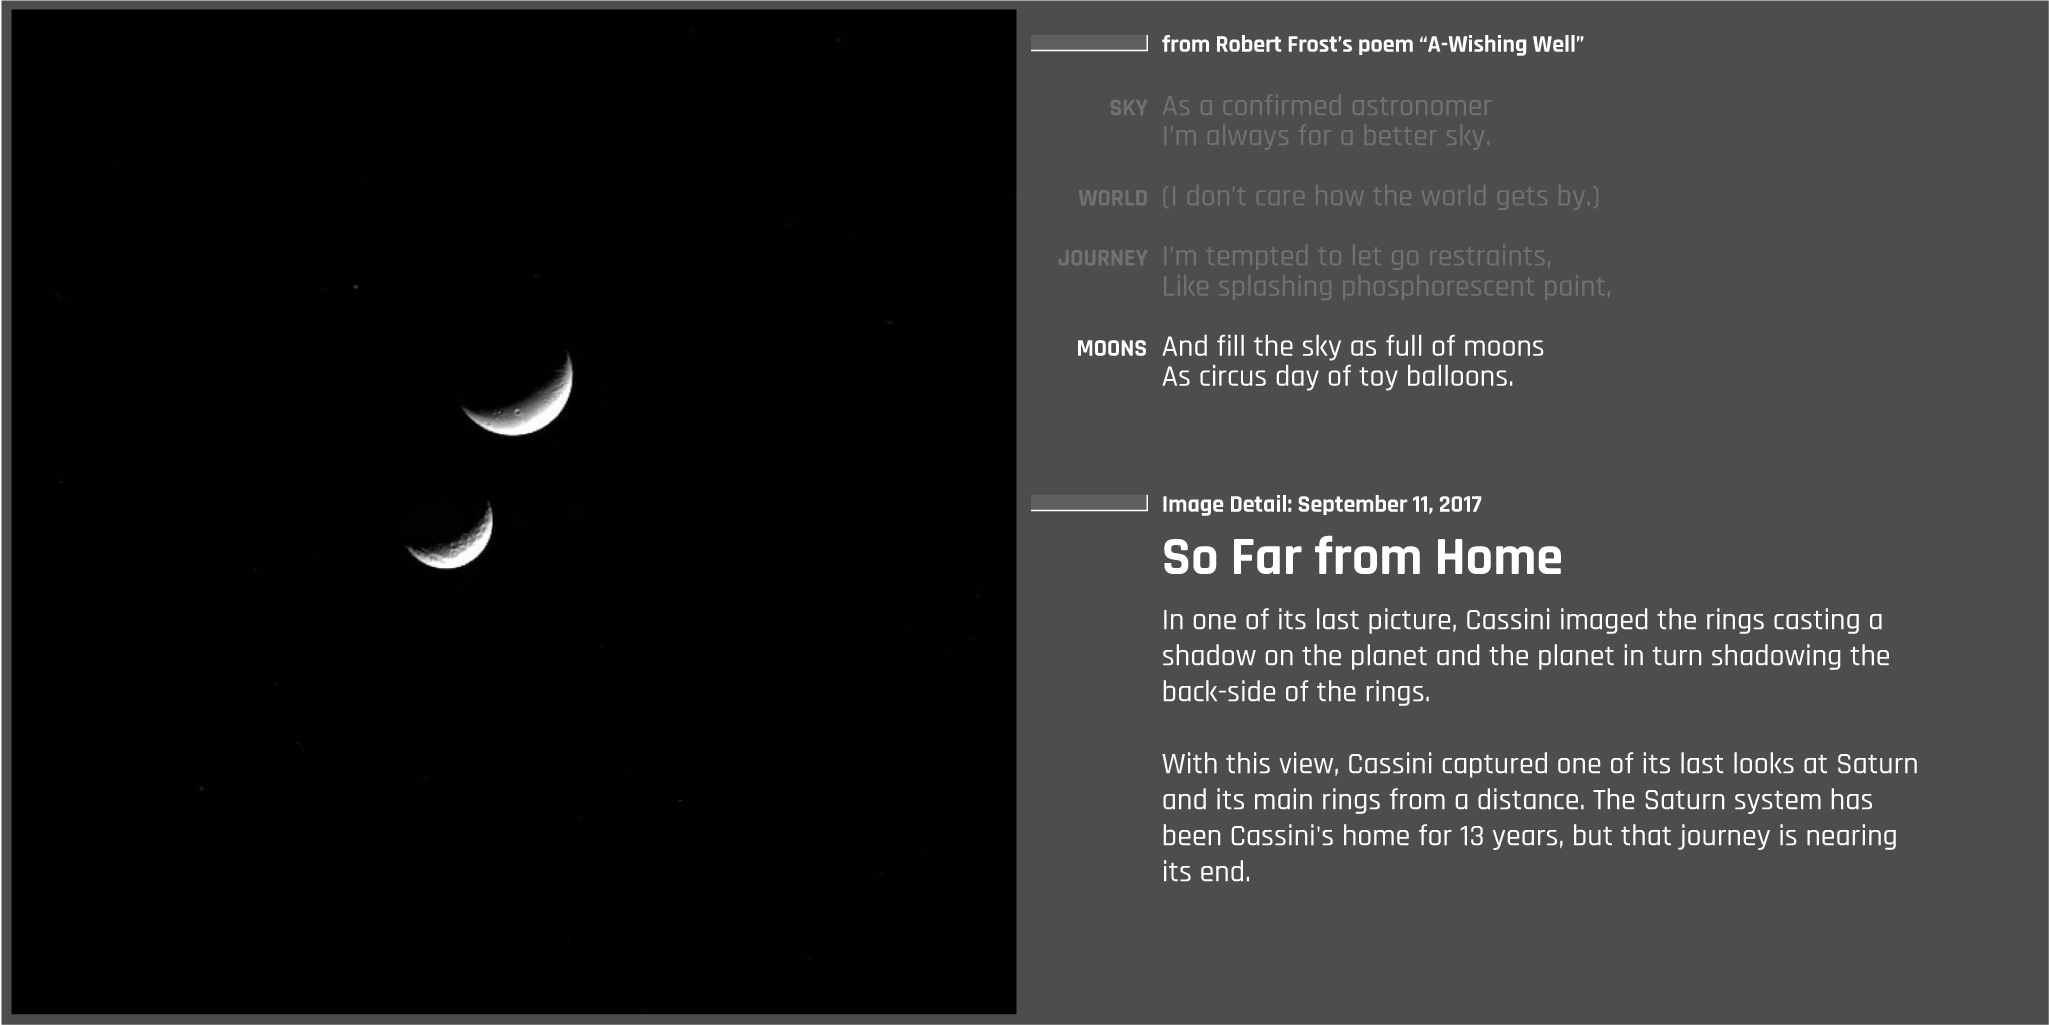 from Robert Frost's poem “A-Wishing Well”
SKY As a confirmed astronomer
I'm always for a better sky.
WORLD (I don't care how the world gets by.)
JOURNEY I'm tempted to let go restraints,
Like splashing phosphorescent paint,
MOONS And fill the sky as full of moons
As circus day of toy balloons.
Image Detail: September 11, 2017
So Far from Home
In one of its last picture, Cassini imaged the rings casting a
shadow on the planet and the planet in turn shadowing the
back-side of the rings.
With this view, Cassini captured one of its last looks at Saturn
and its main rings from a distance. The Saturn system has
been Cassini's home for 13 years, but that journey is nearing
its end.